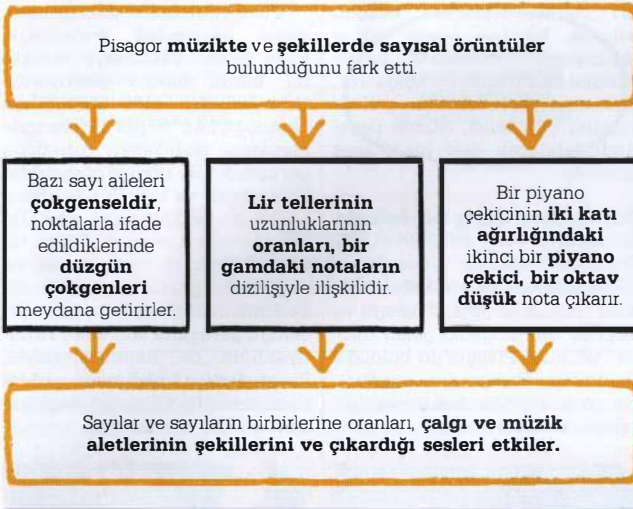 Pisagor müzikte ve şekillerde sayısal örüntüler
bulunduğunu fark etti.
Bazı sayı aileleri
çokgenseldir,
noktalarla ifade
edildiklerinde
düzgün
çokgenleri
meydana getirirler.
Lir tellerinin
uzunluklarının
oranları, bir
gamdaki notaların
dizilişiyle ilişkilidir.
Bir piyano
çekicinin iki katı
ağırlığındaki
ikinci bir piyano
çekici, bir oktav
düşük nota çıkarır.
Sayılar ve sayıların birbirlerine oranları, çalgı ve müzik
aletlerinin şekillerini ve çıkardığı sesleri etkiler.